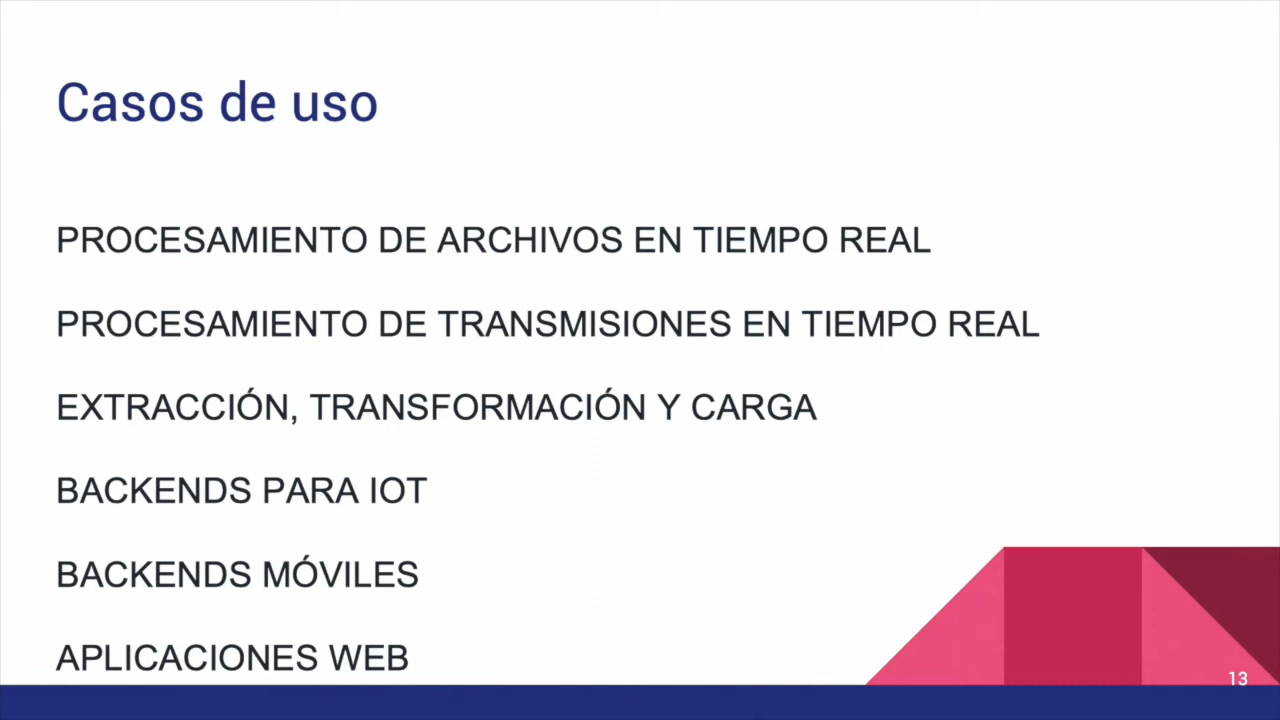 Casos de uso
PROCESAMIENTO DE ARCHIVOS EN TIEMPO REAL
PROCESAMIENTO DE TRANSMISIONES EN TIEMPO REAL
EXTRACCIÓN, TRANSFORMACIÓN Y CARGA
BACKENDS PARA IOT
BACKENDS MÓVILES
APLICACIONES WEB
13